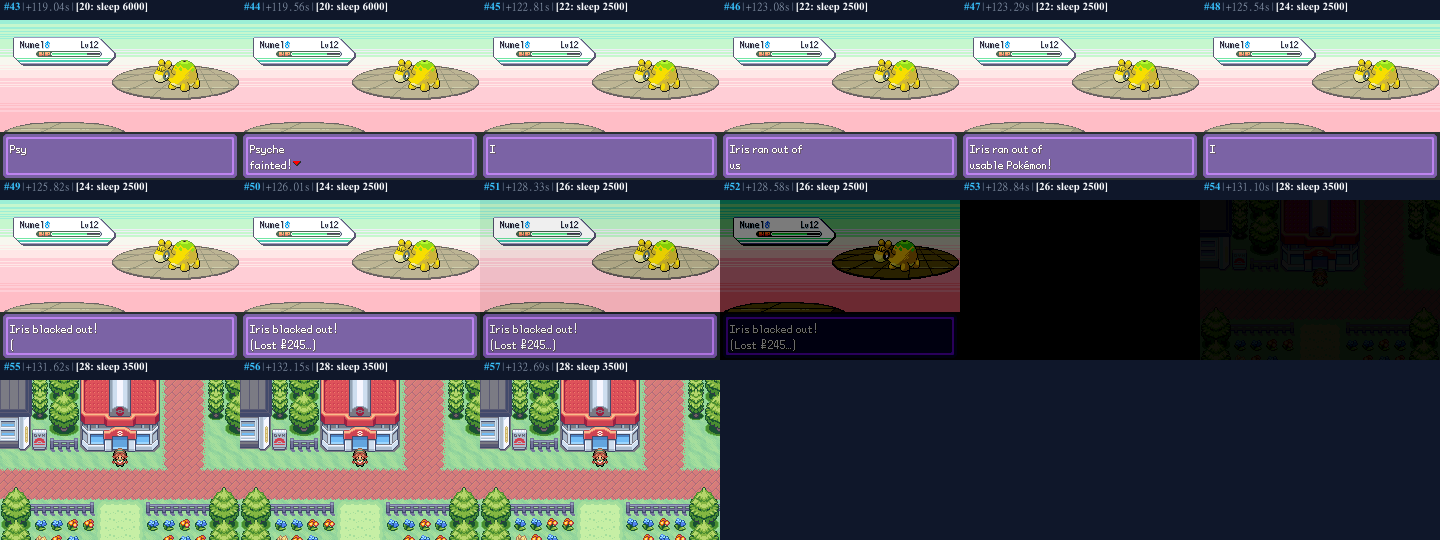 #43|+119.04s|[20: sleep 6000]
#44|+119.56s|[20: sleep 6000]
#45|+122.81s|[22: sleep 2500]
#46|+123.08s|[22: sleep 2500]
#47|+123.29s|[22: sleep 2500]
#48|+125.54s|[24: sleep 2500]
Numel♂ Lv12
Numel♂ Lv12
Numel♂ Lv12
Numel♂ Lv12
Numel♂ Lv12
Numel♂ Lv12
Psy
Psyche
fainted!
I
Iris ran out of
us
Iris ran out of
usable Pokémon!
I
#49|+125.82s|[24: sleep 2500]
#50|+126.01s|[24: sleep 2500]
#51|+128.33s|[26: sleep 2500]
#52|+128.58s|[26: sleep 2500]
#53|+128.84s|[26: sleep 2500]
#54|+131.10s|[28: sleep 3500]
Numel♂ Lv12
Numel♂ Lv12
Numel♂ Lv12
Numel♂ Lv12
Iris blacked out!
(
Iris blacked out!
(Lost ₽245…)
Iris blacked out!
(Lost ₽245…)
Iris blacked out!
(Lost ₽245…)
#55|+131.62s|[28: sleep 3500]
#56|+132.15s|[28: sleep 3500]
#57|+132.69s|[28: sleep 3500]
GYM
GYM
GYM